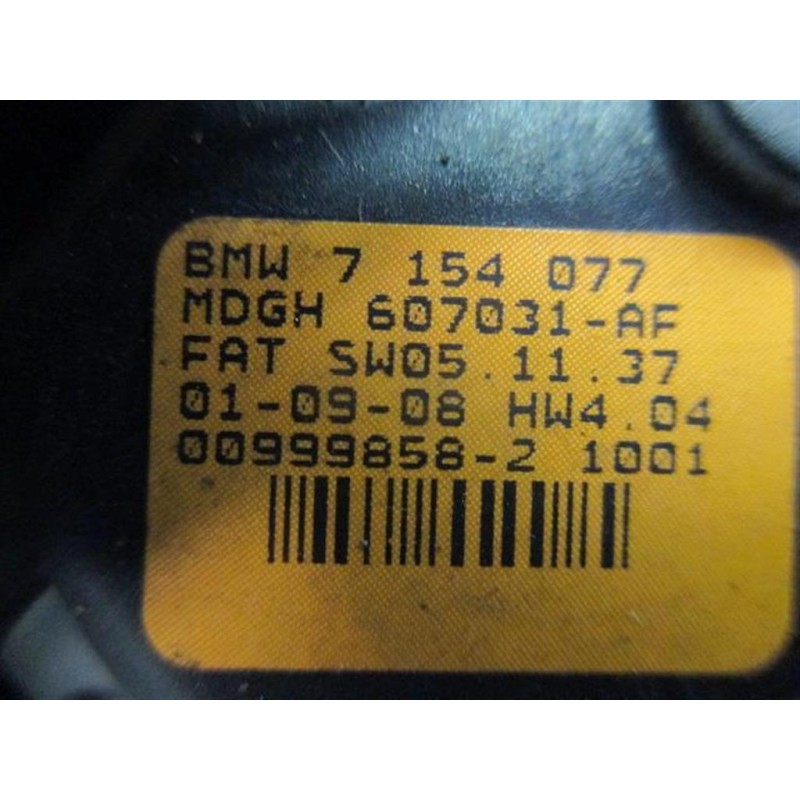 BMW 7 154 077
MDGH 607031-AF
FAT SW05.11.37
01-09-08 HW4.04
00999858-2 1001